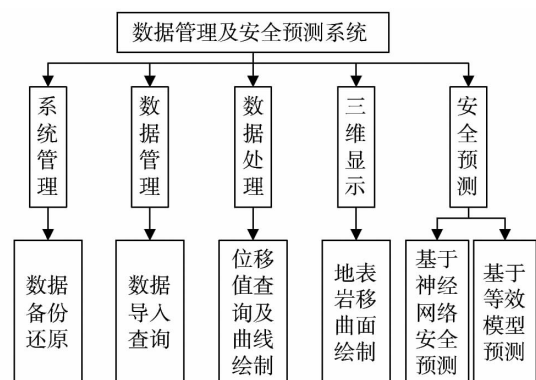 数据管理及安全预测系统
系统管理
数据管理
数据处理
三维显示
安全预测
数据
备份
还原
数据
导入
查询
位移
值查
询及
曲线
绘制
地表
岩移
曲面
绘制
基于
神经
网络
安全
预测
基于
等效
模型
预测